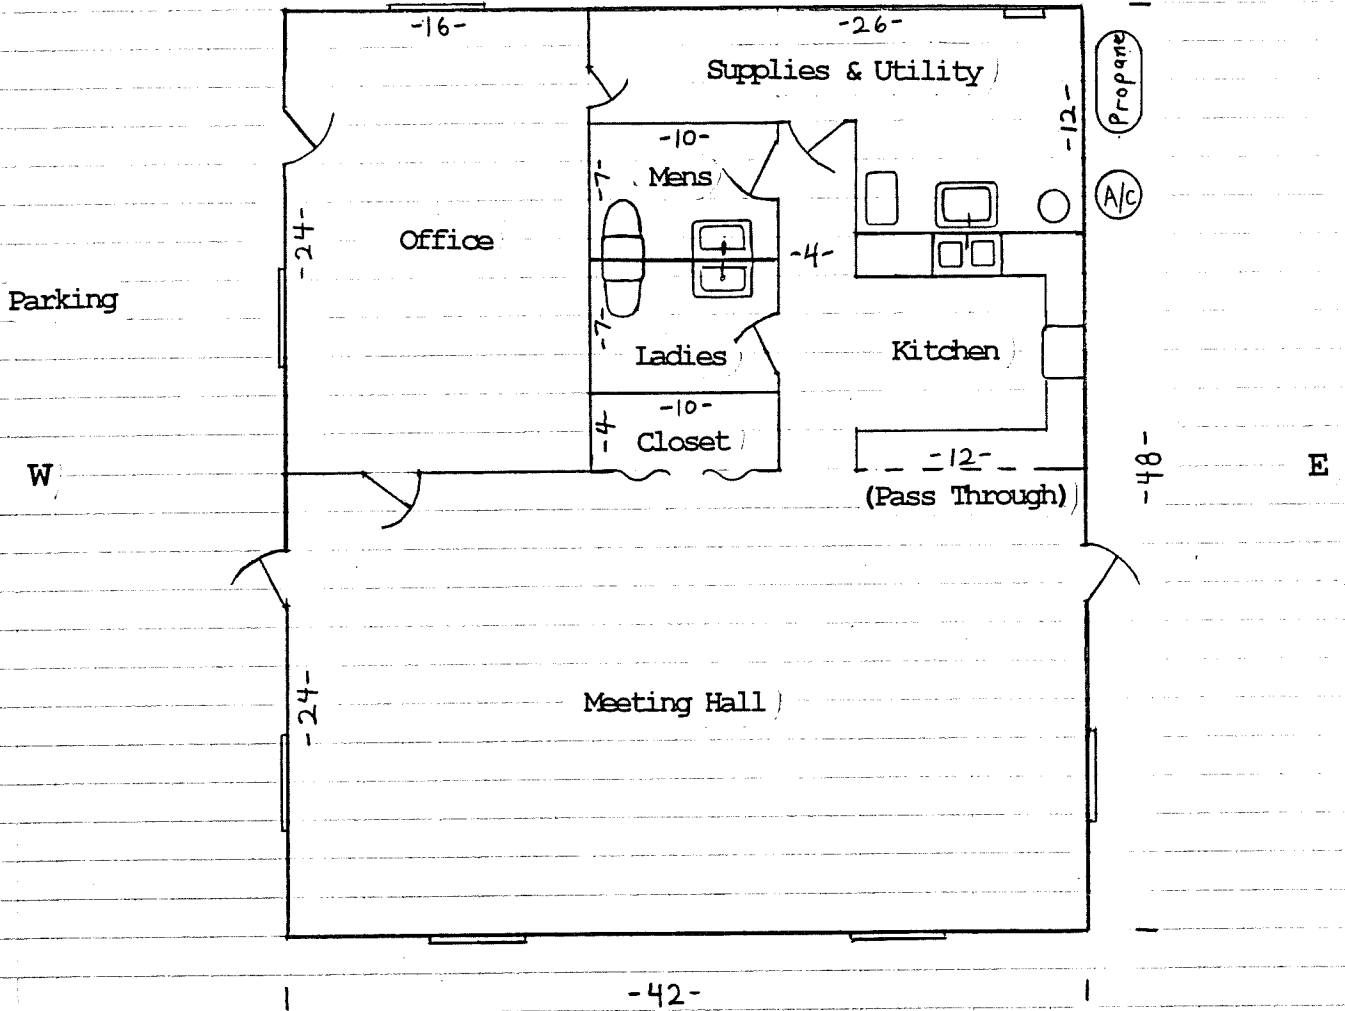 -16-
-26-
Supplies & Utility
Propane
-12-
-10-
Mens
-7-
A/C
Office
-24-
-4-
Parking
-7-
Ladies
Kitchen
-10-
-4-
Closet
-12-
-48-
W
E
(Pass Through)
-24-
Meeting Hall
-42-